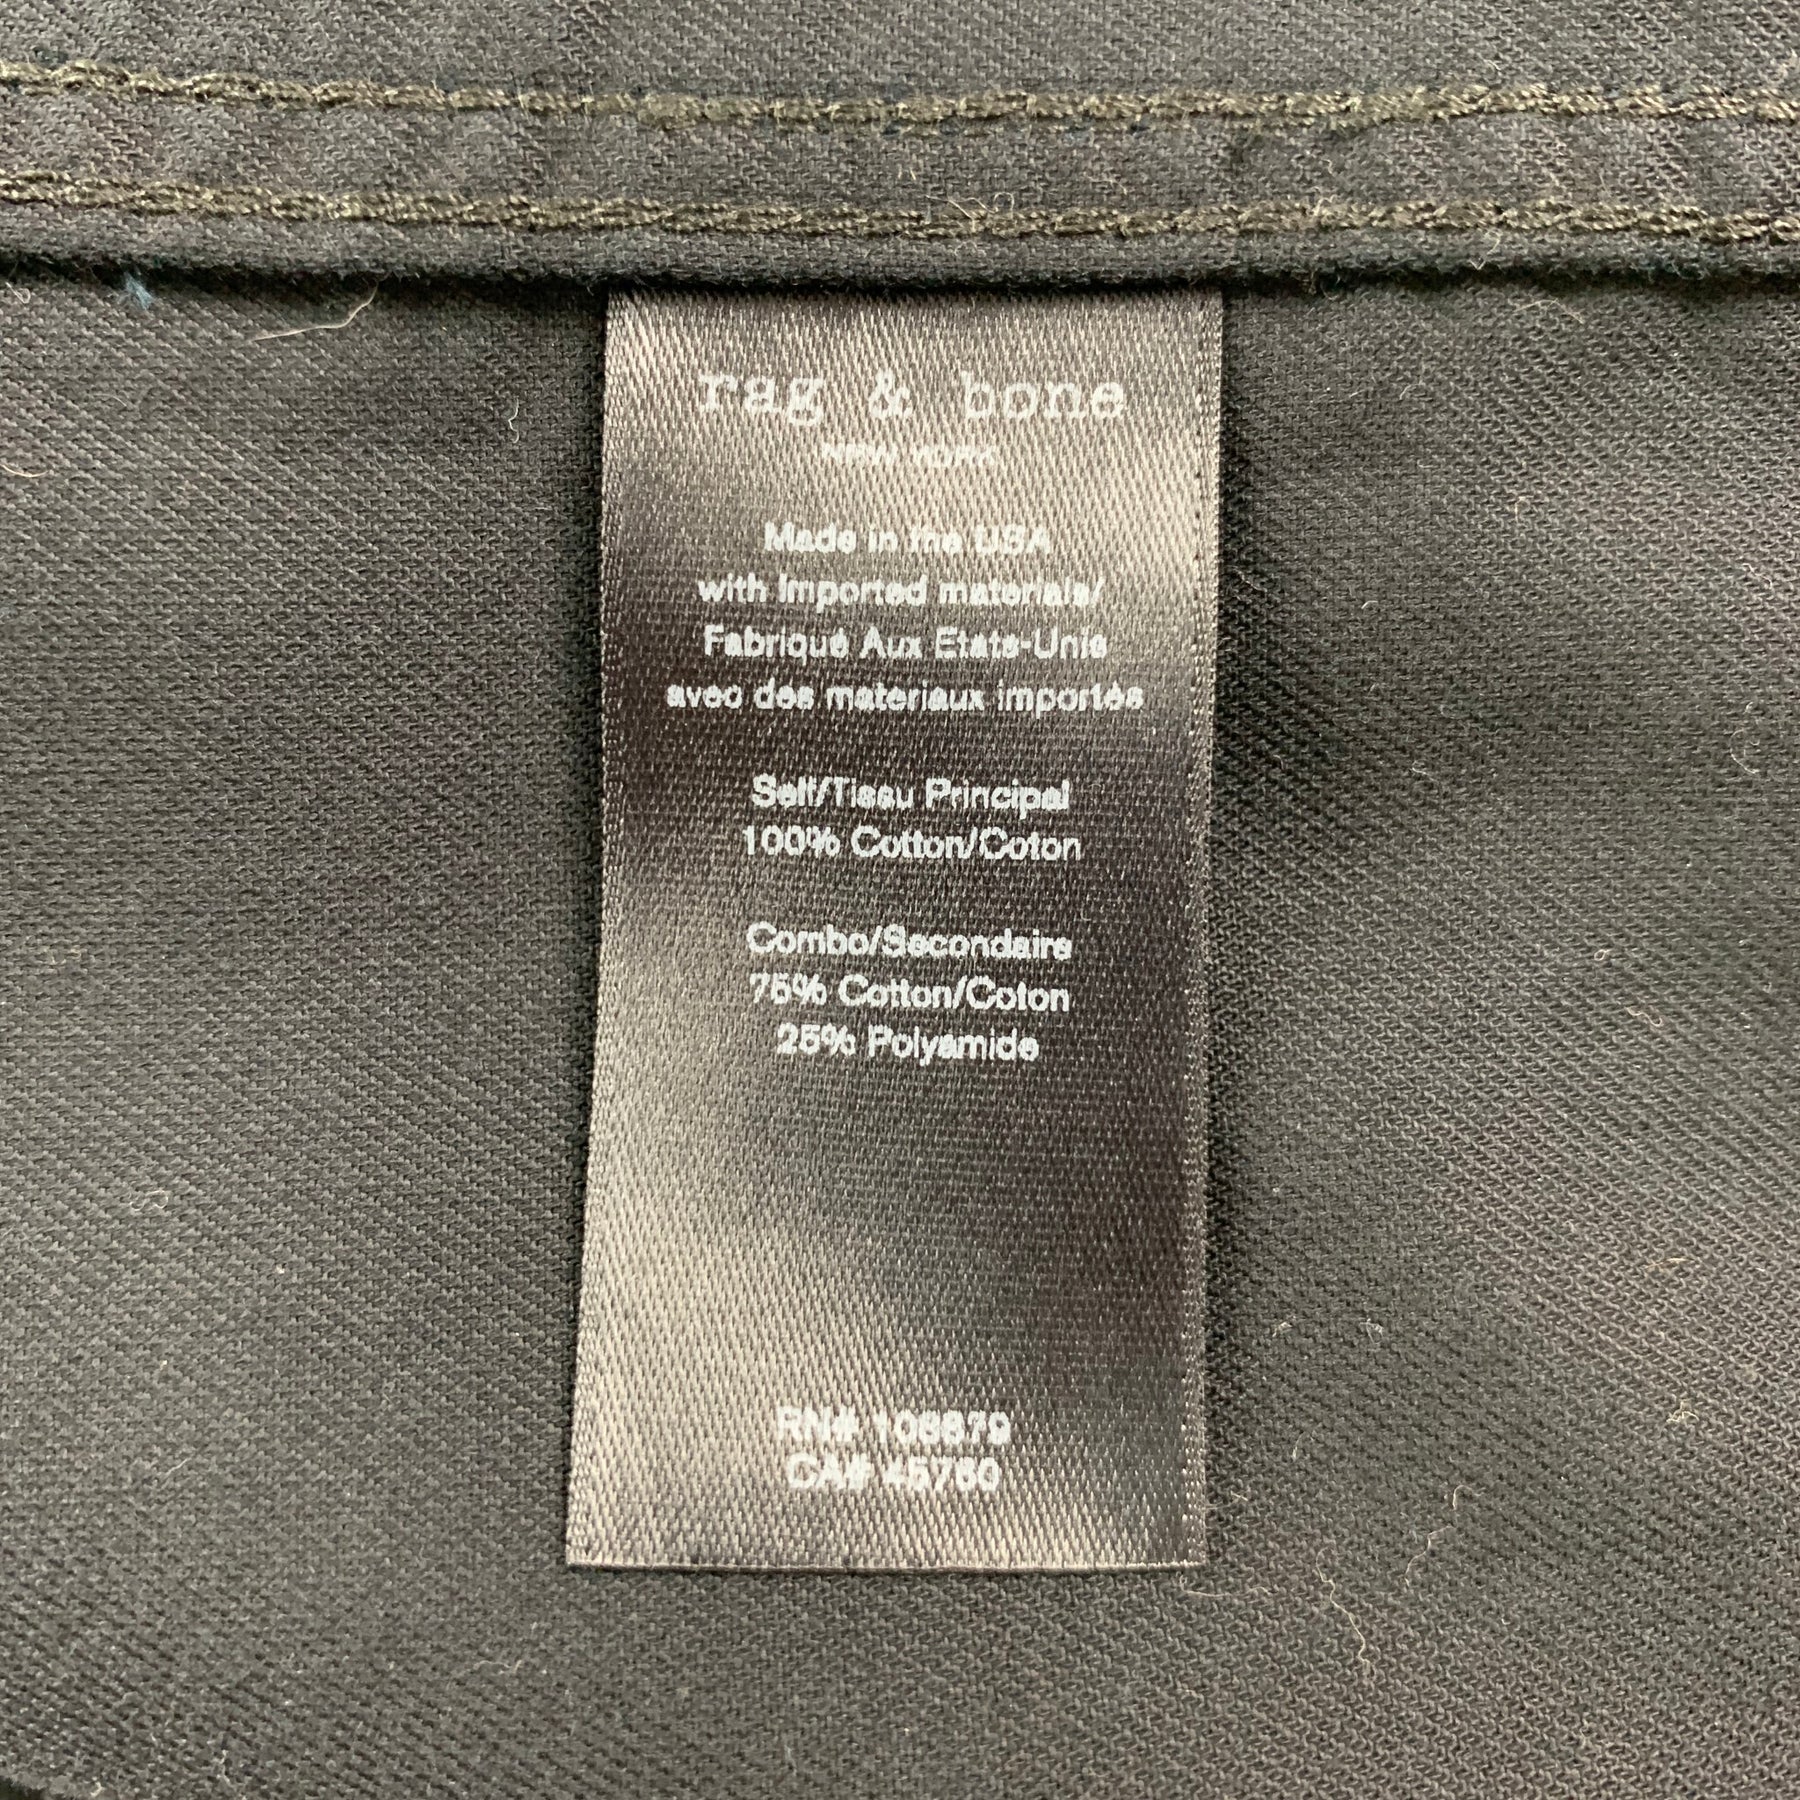 rag & bone
NEW YORK
Made in the USA
with Imported materials/
Fabriqué Aux Etats-Unis
avec des materiaux importés
Self/Tissu Principal
100% Cotton/Coton
Combo/Secondaire
75% Cotton/Coton
25% Polyamide
RN# 108879
CA# 45760